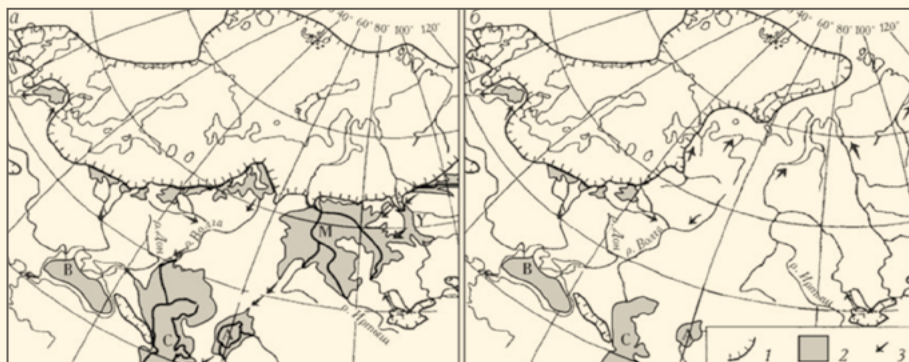 а
40° 60° 80° 100° 120°
М
У
р. Дон
р. Волга
В
С
А
р. Иртыш
б
20° 40° 60° 80° 100° 120°
р. Дон
р. Волга
В
С
А
р. Иртыш
1 2 3